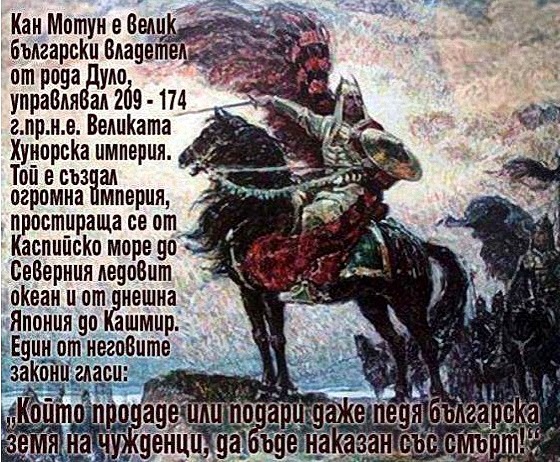 Кан Мотун е велик
български владетел
от рода Дуло,
управлявал 209 - 174
г.пр.н.е. Великата
Хунорска империя.
Той е създал
огромна империя,
простираща се от
Каспийско море до
Северния ледовит
океан и от днешна
Япония до Кашмир.
Един от неговите
закони гласи:
„Който продаде или подари даже педя българска
земя на чужденци, да бъде наказан със смърт!“